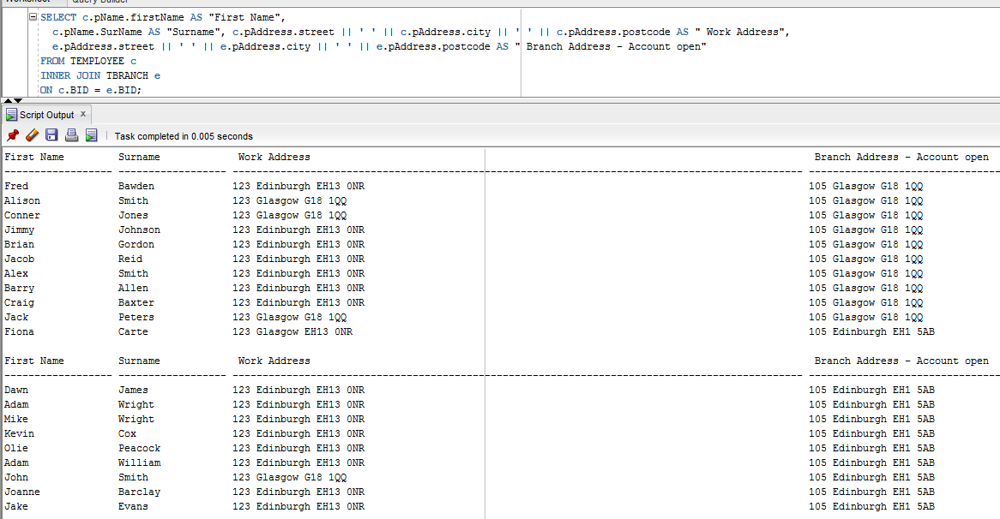 Worksheet Query Builder
SELECT c.pName.firstName AS "First Name",
c.pName.SurName AS "Surname", c.pAddress.street || ' ' || c.pAddress.city || ' ' || c.pAddress.postcode AS " Work Address",
e.pAddress.street || ' ' || e.pAddress.city || ' ' || e.pAddress.postcode AS " Branch Address - Account open"
FROM TEMPLOYEE c
INNER JOIN TBRANCH e
ON c.BID = e.BID;
Script Output x
Task completed in 0.005 seconds
First Name Surname Work Address Branch Address - Account open
Fred Bawden 123 Edinburgh EH13 0NR 105 Glasgow G18 1QQ
Alison Smith 123 Glasgow G18 1QQ 105 Glasgow G18 1QQ
Conner Jones 123 Glasgow G18 1QQ 105 Glasgow G18 1QQ
Jimmy Johnson 123 Edinburgh EH13 0NR 105 Glasgow G18 1QQ
Brian Gordon 123 Edinburgh EH13 0NR 105 Glasgow G18 1QQ
Jacob Reid 123 Edinburgh EH13 0NR 105 Glasgow G18 1QQ
Alex Smith 123 Edinburgh EH13 0NR 105 Glasgow G18 1QQ
Barry Allen 123 Edinburgh EH13 0NR 105 Glasgow G18 1QQ
Craig Baxter 123 Edinburgh EH13 0NR 105 Glasgow G18 1QQ
Jack Peters 123 Glasgow G18 1QQ 105 Glasgow G18 1QQ
Fiona Carte 123 Glasgow EH13 0NR 105 Edinburgh EH1 5AB
First Name Surname Work Address Branch Address - Account open
Dawn James 123 Edinburgh EH13 0NR 105 Edinburgh EH1 5AB
Adam Wright 123 Edinburgh EH13 0NR 105 Edinburgh EH1 5AB
Mike Wright 123 Edinburgh EH13 0NR 105 Edinburgh EH1 5AB
Kevin Cox 123 Edinburgh EH13 0NR 105 Edinburgh EH1 5AB
Olie Peacock 123 Edinburgh EH13 0NR 105 Edinburgh EH1 5AB
Adam William 123 Edinburgh EH13 0NR 105 Edinburgh EH1 5AB
John Smith 123 Glasgow G18 1QQ 105 Edinburgh EH1 5AB
Joanne Barclay 123 Edinburgh EH13 0NR 105 Edinburgh EH1 5AB
Jake Evans 123 Edinburgh EH13 0NR 105 Edinburgh EH1 5AB